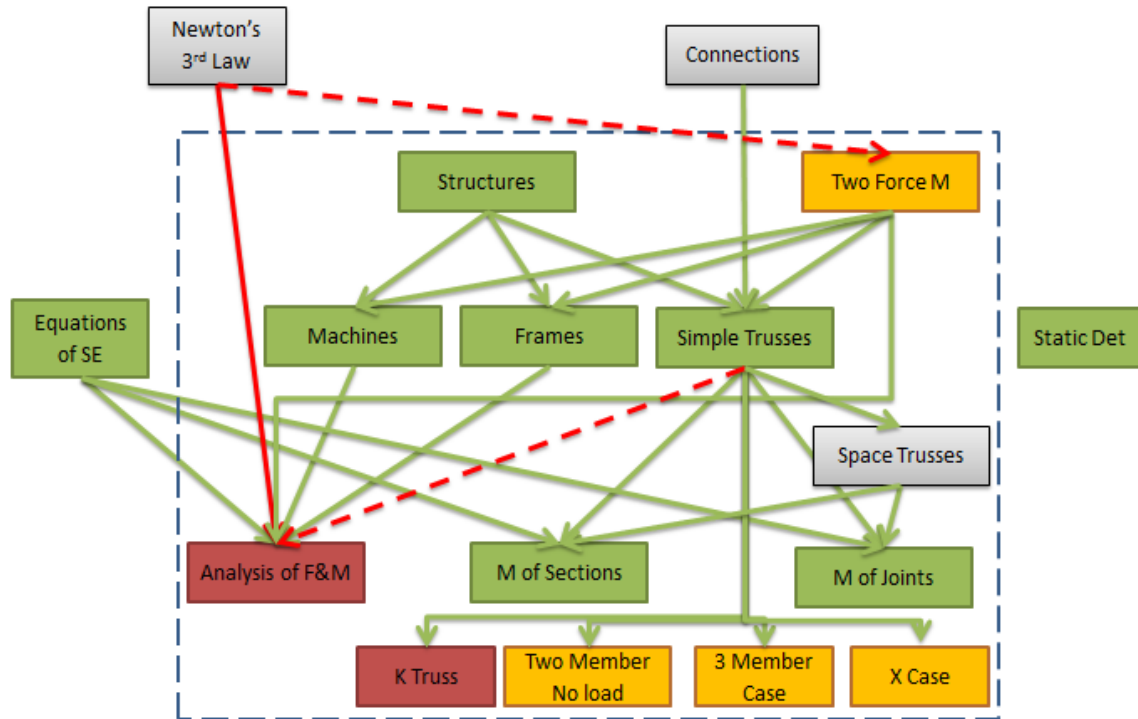 Newton's
3rd Law
Connections
Structures
Two Force M
Equations
of SE
Machines
Frames
Simple Trusses
Static Det
Space Trusses
Analysis of F&M
M of Sections
M of Joints
K Truss
Two Member
No load
3 Member
Case
X Case